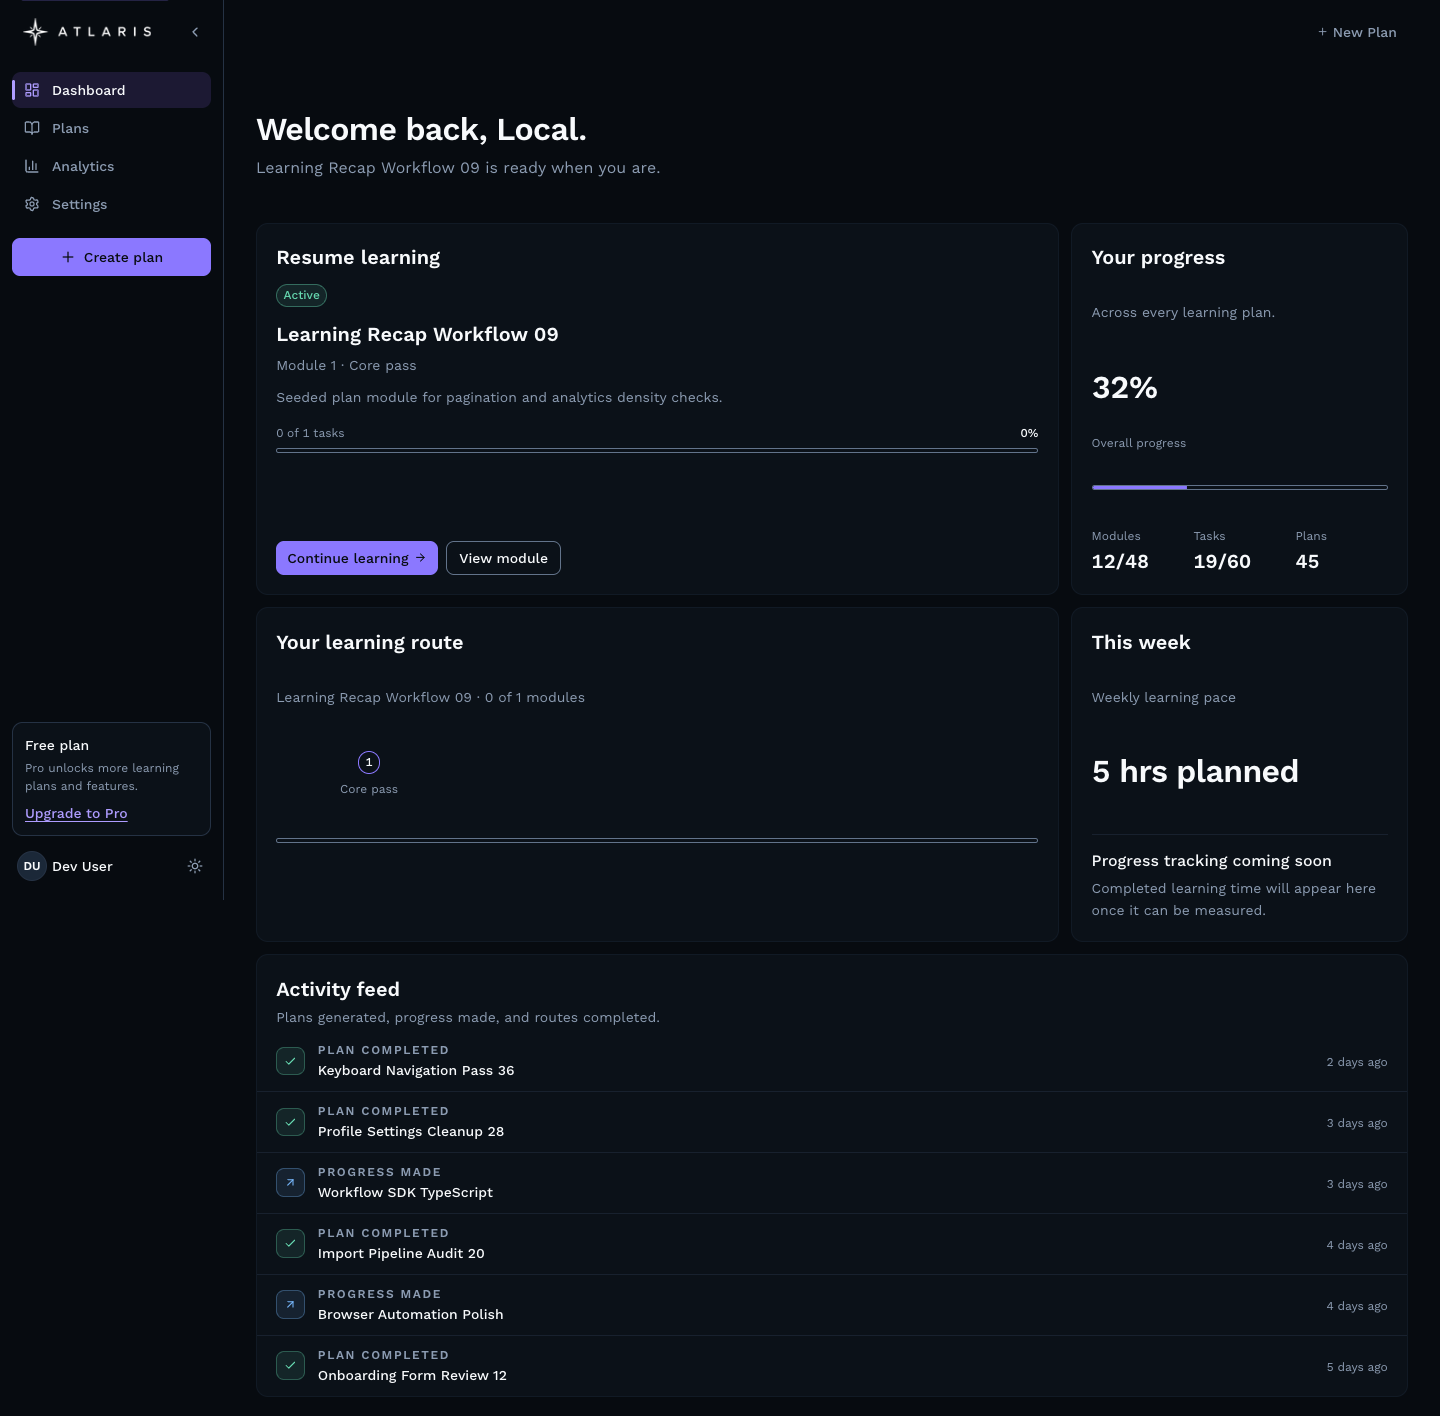 ATLARIS
Dashboard
Plans
Analytics
Settings
+ Create plan
Free plan
Pro unlocks more learning
plans and features.
Upgrade to Pro
DU Dev User
+ New Plan
Welcome back, Local.
Learning Recap Workflow 09 is ready when you are.
Resume learning
Active
Learning Recap Workflow 09
Module 1 · Core pass
Seeded plan module for pagination and analytics density checks.
0 of 1 tasks 0%
Continue learning → View module
Your progress
Across every learning plan.
32%
Overall progress
Modules Tasks Plans
12/48 19/60 45
Your learning route
Learning Recap Workflow 09 · 0 of 1 modules
1
Core pass
This week
Weekly learning pace
5 hrs planned
Progress tracking coming soon
Completed learning time will appear here
once it can be measured.
Activity feed
Plans generated, progress made, and routes completed.
PLAN COMPLETED
Keyboard Navigation Pass 36
2 days ago
PLAN COMPLETED
Profile Settings Cleanup 28
3 days ago
PROGRESS MADE
Workflow SDK TypeScript
3 days ago
PLAN COMPLETED
Import Pipeline Audit 20
4 days ago
PROGRESS MADE
Browser Automation Polish
4 days ago
PLAN COMPLETED
Onboarding Form Review 12
5 days ago